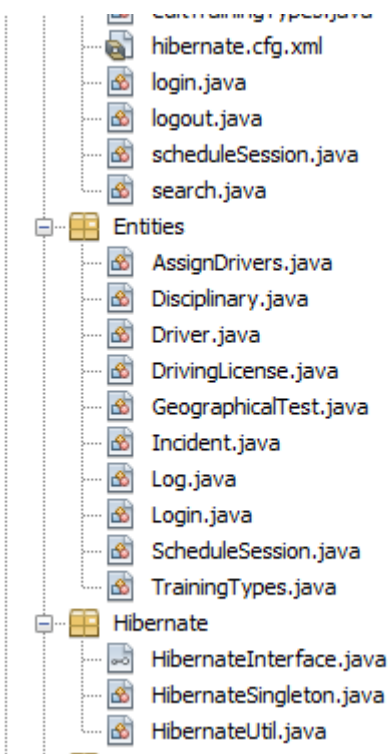 EditTrainingTypes.java
hibernate.cfg.xml
login.java
logout.java
scheduleSession.java
search.java
Entities
AssignDrivers.java
Disciplinary.java
Driver.java
DrivingLicense.java
GeographicalTest.java
Incident.java
Log.java
Login.java
ScheduleSession.java
TrainingTypes.java
Hibernate
HibernateInterface.java
HibernateSingleton.java
HibernateUtil.java